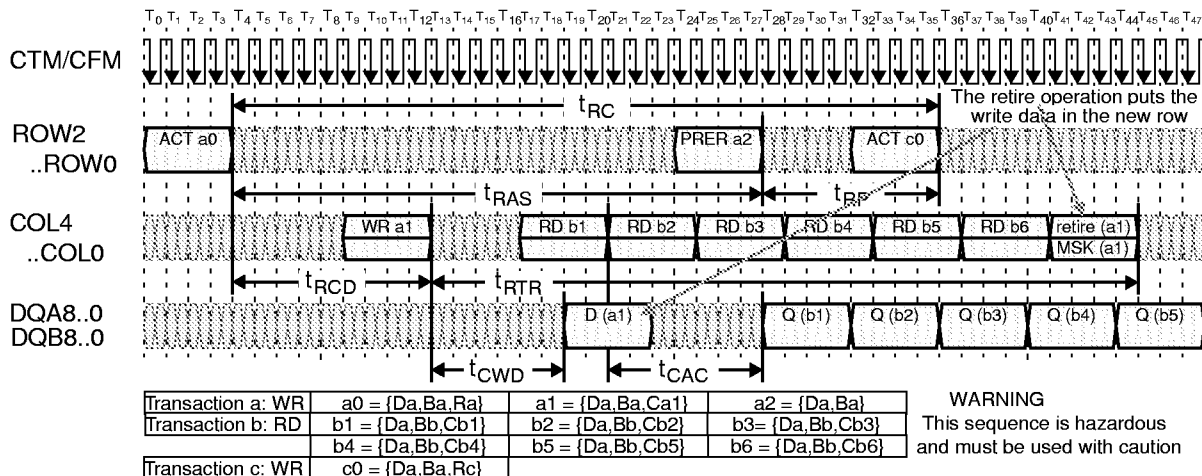 T0 T1 T2 T3 T4 T5 T6 T7 T8 T9 T10 T11 T12 T13 T14 T15 T16 T17 T18 T19 T20 T21 T22 T23 T24 T25 T26 T27 T28 T29 T30 T31 T32 T33 T34 T35 T36 T37 T38 T39 T40 T41 T42 T43 T44 T45 T46 T47
CTM/CFM
tRC
The retire operation puts the
write data in the new row
ROW2
..ROW0
ACT a0
PRER a2
ACT c0
tRAS
tRP
COL4
..COL0
WR a1
RD b1
RD b2
RD b3
RD b4
RD b5
RD b6
retire (a1)
MSK (a1)
tRCD
tRTR
DQA8..0
DQB8..0
D (a1)
Q (b1)
Q (b2)
Q (b3)
Q (b4)
Q (b5)
tCWD
tCAC
Transaction a: WR a0 = {Da,Ba,Ra} a1 = {Da,Ba,Ca1} a2 = {Da,Ba}
Transaction b: RD b1 = {Da,Bb,Cb1} b2 = {Da,Bb,Cb2} b3= {Da,Bb,Cb3}
b4 = {Da,Bb,Cb4} b5 = {Da,Bb,Cb5} b6 = {Da,Bb,Cb6}
Transaction c: WR c0 = {Da,Ba,Rc}
WARNING
This sequence is hazardous
and must be used with caution